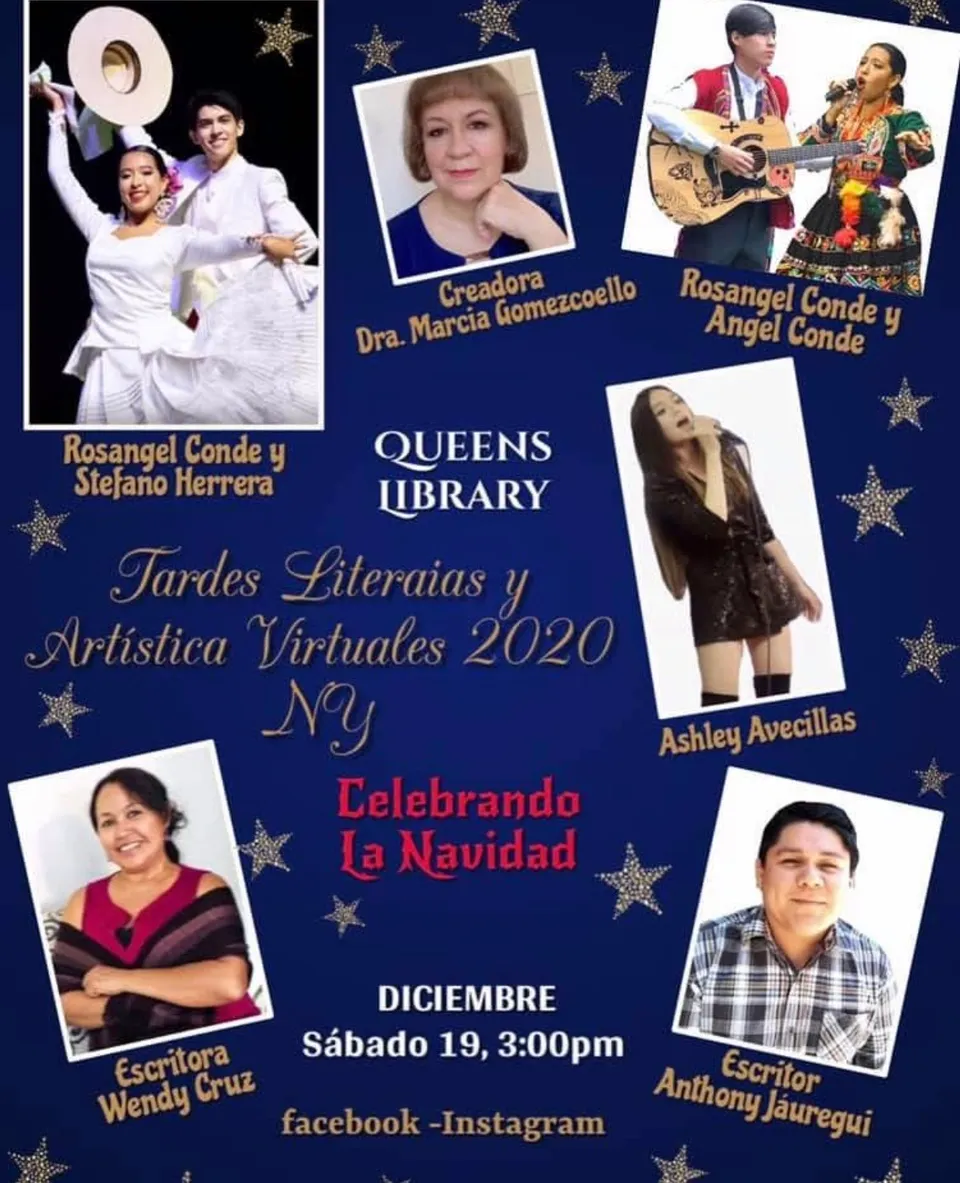 Creadora
Dra. Marcia Gomezcoello
Rosangel Conde y
Angel Conde
Rosangel Conde y
Stefano Herrera
QUEENS
LIBRARY
Tardes Literaias y
Artística Virtuales 2020
NY
Ashley Avecillas
Celebrando
La Navidad
DICIEMBRE
Sábado 19, 3:00pm
Escritora
Wendy Cruz
Escritor
Anthony Jáuregui
facebook -Instagram